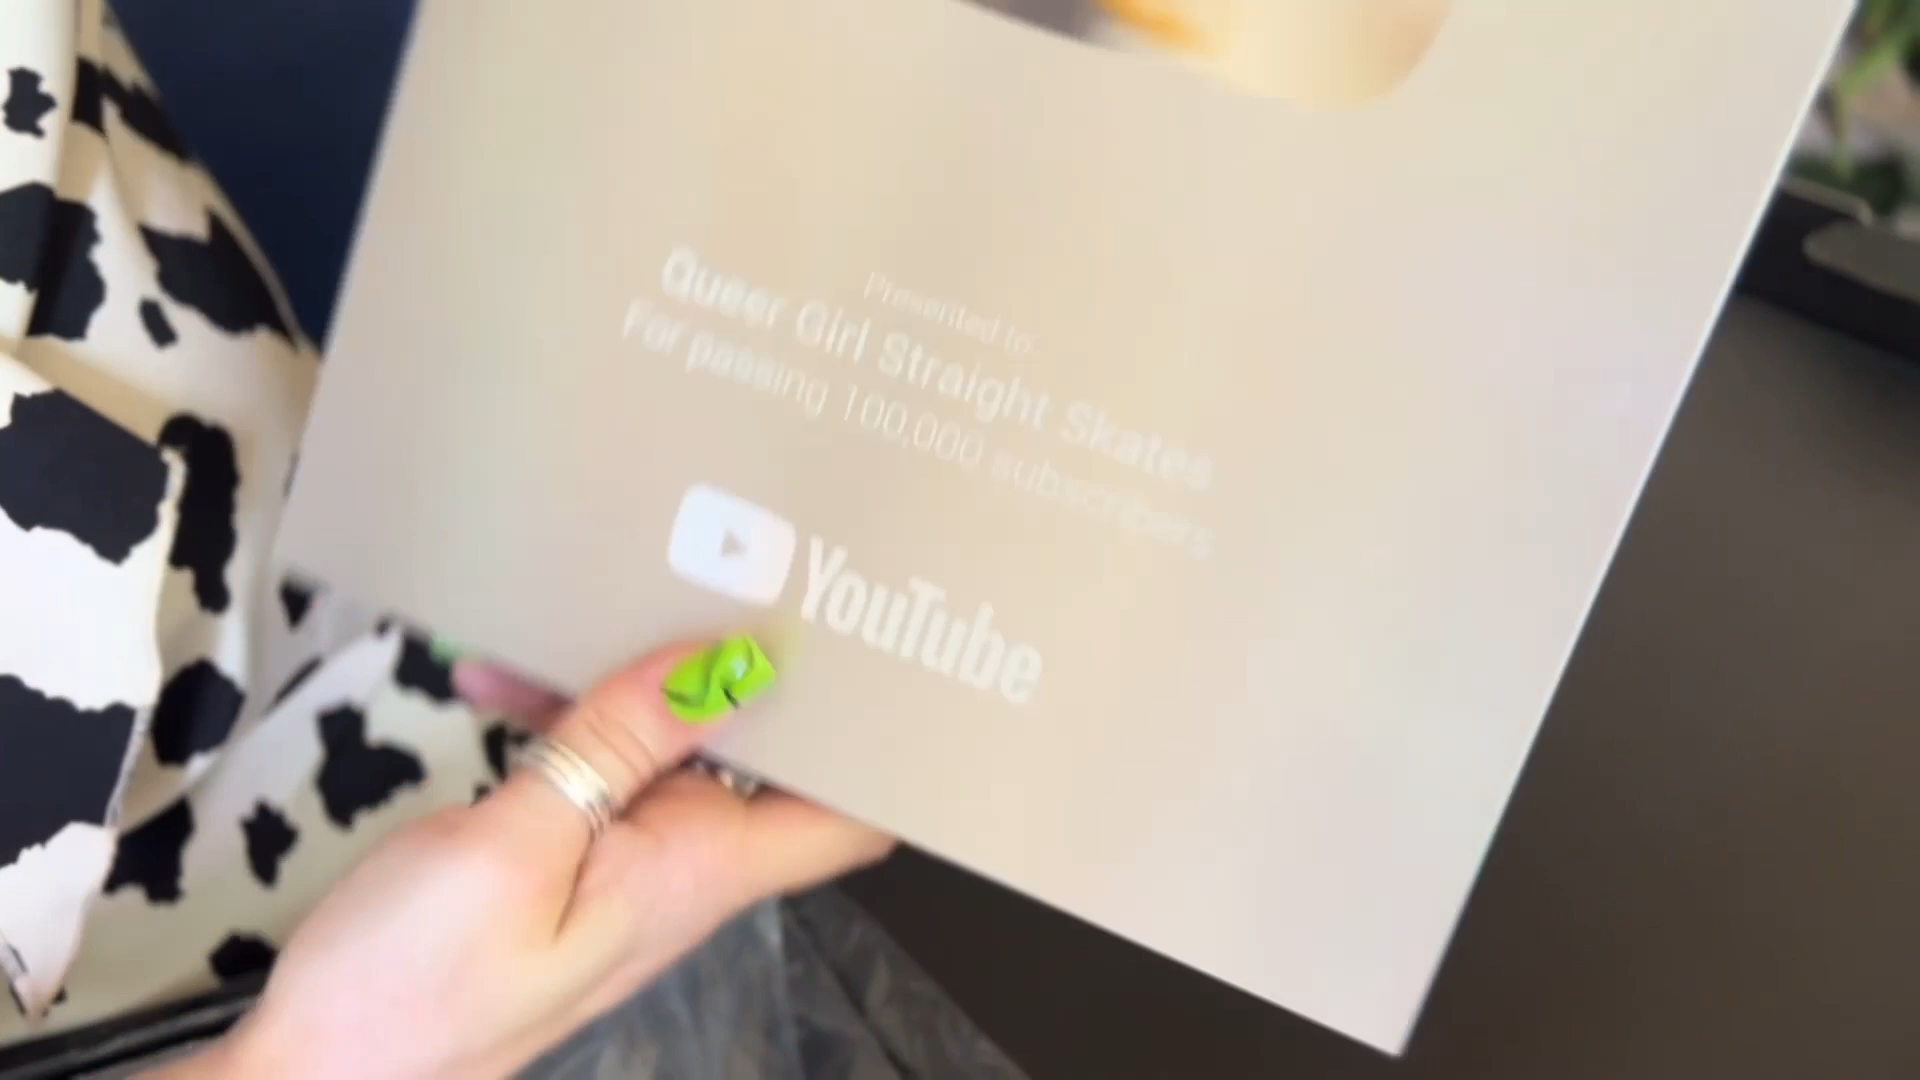 Presented to
Queer Girl Straight Skates
For passing 100,000 subscribers
YouTube